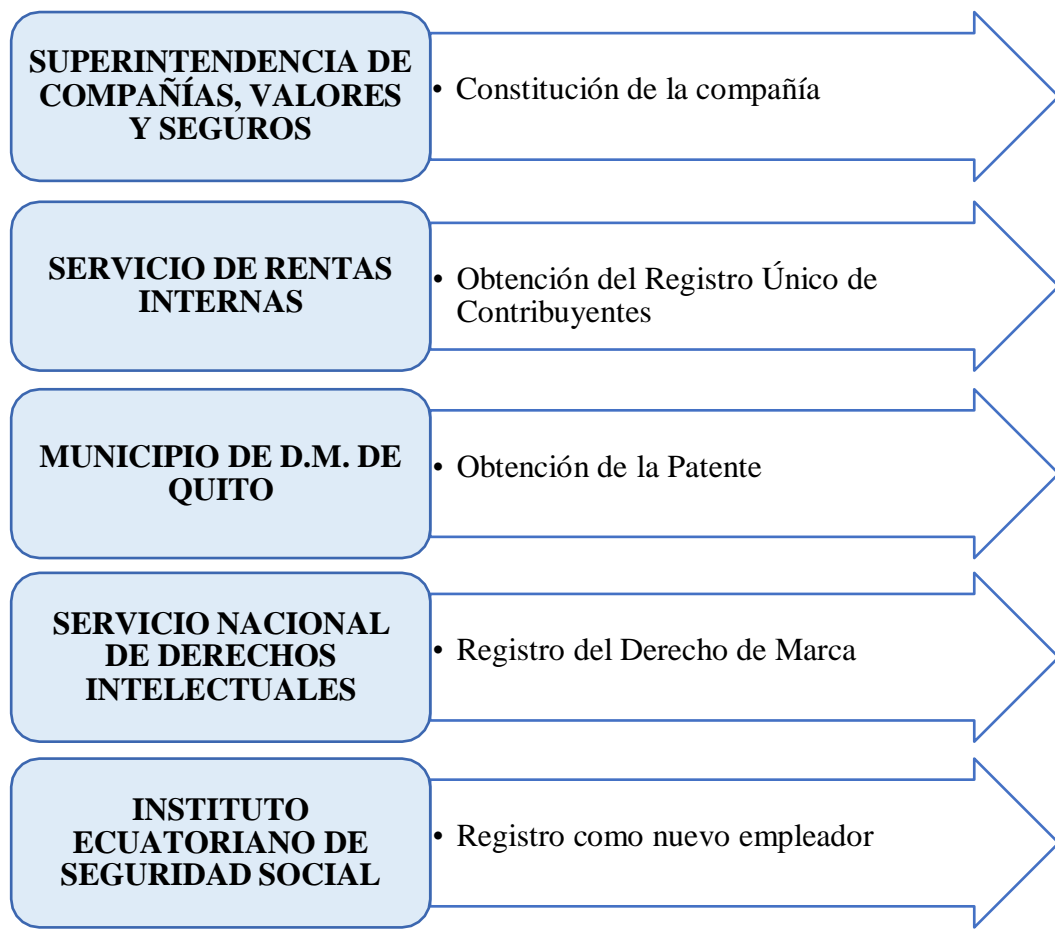 SUPERINTENDENCIA DE
COMPAÑÍAS, VALORES
Y SEGUROS
• Constitución de la compañía
SERVICIO DE RENTAS
INTERNAS
• Obtención del Registro Único de
Contribuyentes
MUNICIPIO DE D.M. DE
QUITO
• Obtención de la Patente
SERVICIO NACIONAL
DE DERECHOS
INTELECTUALES
• Registro del Derecho de Marca
INSTITUTO
ECUATORIANO DE
SEGURIDAD SOCIAL
• Registro como nuevo empleador